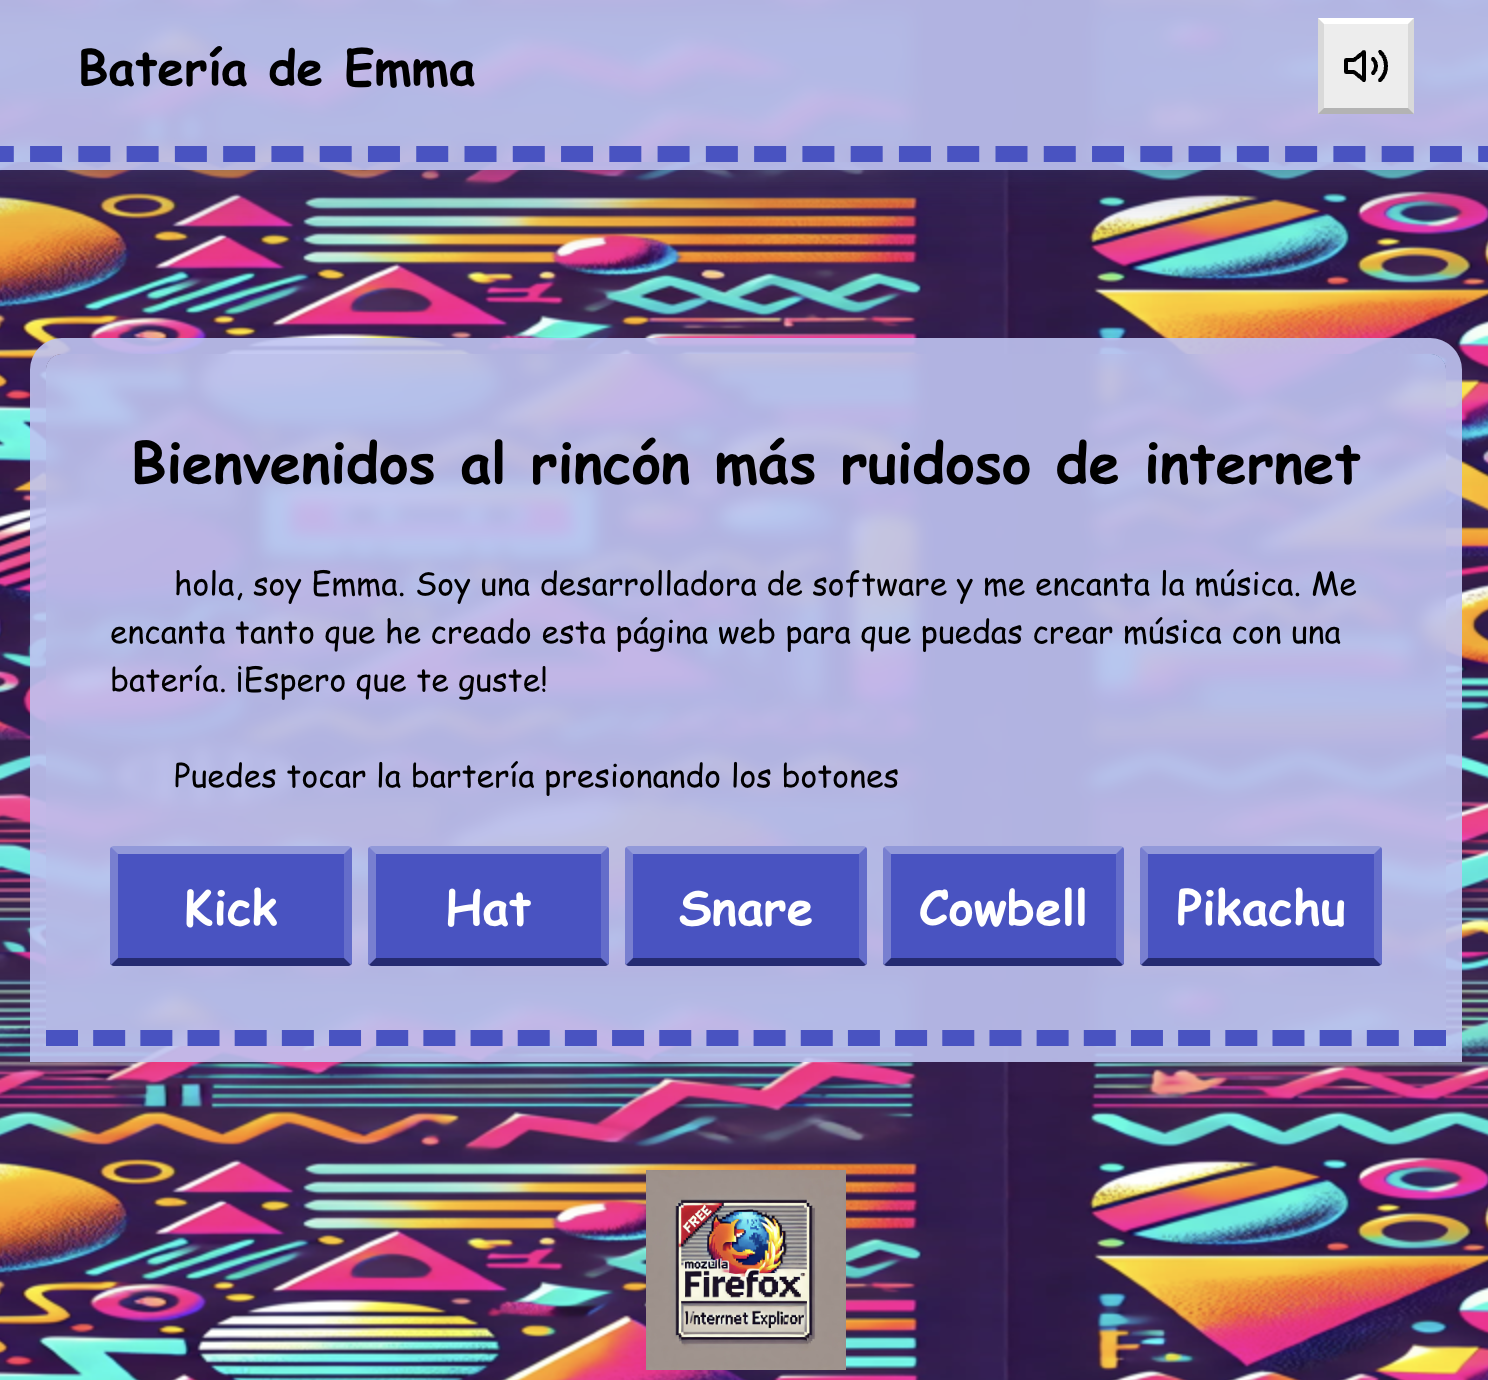 Batería de Emma
Bienvenidos al rincón más ruidoso de internet
hola, soy Emma. Soy una desarrolladora de software y me encanta la música. Me
encanta tanto que he creado esta página web para que puedas crear música con una
batería. ¡Espero que te guste!
Puedes tocar la bartería presionando los botones
Kick Hat Snare Cowbell Pikachu
FREE
mozulla
Firefox
Internrnet Explicor